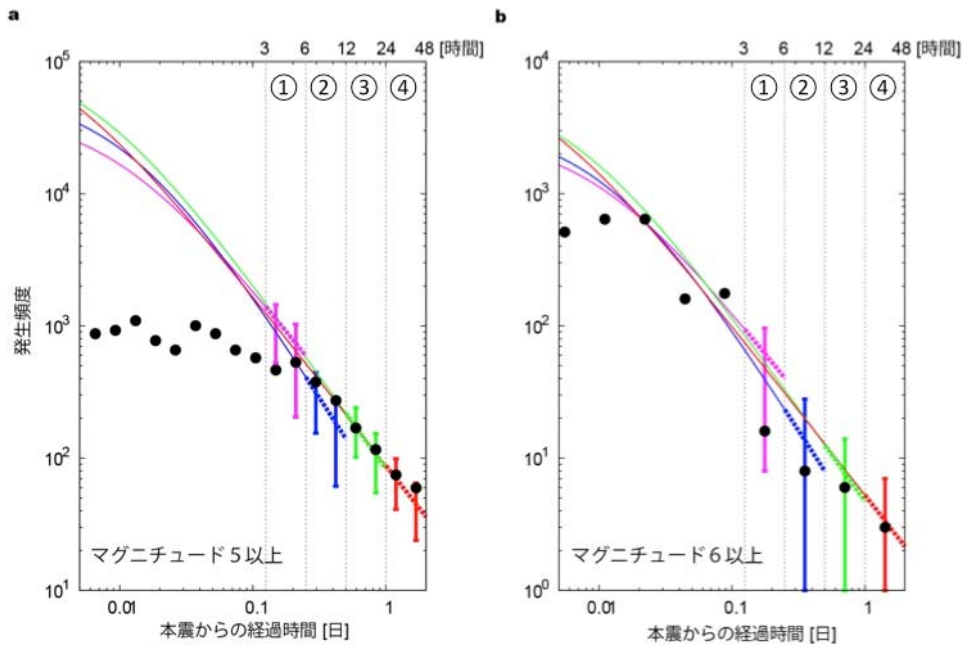 a
3 6 12 24 48 [時間]
① ② ③ ④
10^5
10^4
10^3
10^2
10^1
発生頻度
マグニチュード5以上
0.01 0.1 1
本震からの経過時間 [日]
b
3 6 12 24 48 [時間]
① ② ③ ④
10^4
10^3
10^2
10^1
10^0
マグニチュード6以上
0.01 0.1 1
本震からの経過時間 [日]